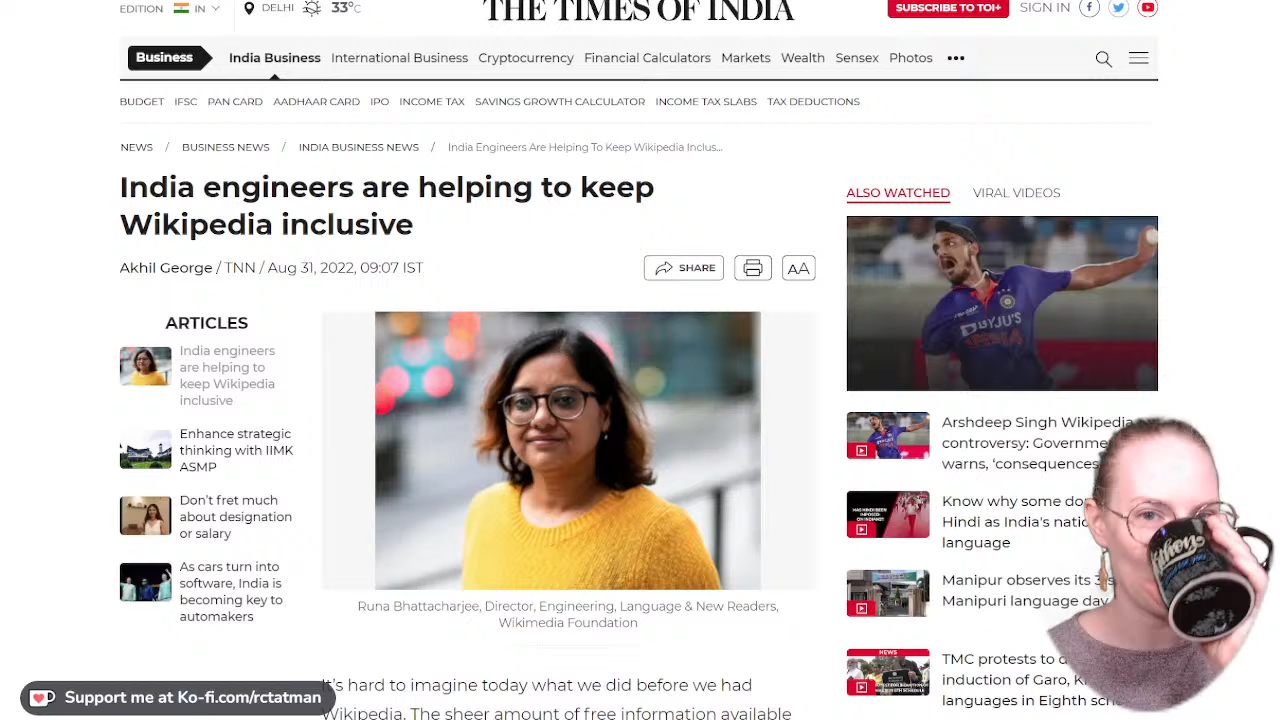 EDITION IN DELHI 33°C
THE TIMES OF INDIA
SUBSCRIBE TO TOI+ SIGN IN
Business India Business International Business Cryptocurrency Financial Calculators Markets Wealth Sensex Photos •••
BUDGET IFSC PAN CARD AADHAAR CARD IPO INCOME TAX SAVINGS GROWTH CALCULATOR INCOME TAX SLABS TAX DEDUCTIONS
NEWS / BUSINESS NEWS / INDIA BUSINESS NEWS / India Engineers Are Helping To Keep Wikipedia Inclus...
India engineers are helping to keep
Wikipedia inclusive
Akhil George / TNN / Aug 31, 2022, 09:07 IST
SHARE
AA
ARTICLES
India engineers
are helping to
keep Wikipedia
inclusive
Enhance strategic
thinking with IIMK
ASMP
Don't fret much
about designation
or salary
As cars turn into
software, India is
becoming key to
automakers
Runa Bhattacharjee, Director, Engineering, Language & New Readers,
Wikimedia Foundation
It's hard to imagine today what we did before we had
Wikipedia. The sheer amount of free information available
ALSO WATCHED VIRAL VIDEOS
BYJU'S
INDIA
Arshdeep Singh Wikipedia
controversy:
warns, 'consequences
Know why some
Hindi as India's
language
Manipur observes its
Manipuri language day
NEWS
TMC protests to
induction of Garo,
languages in Eighth
Support me at Ko-fi.com/rctatman